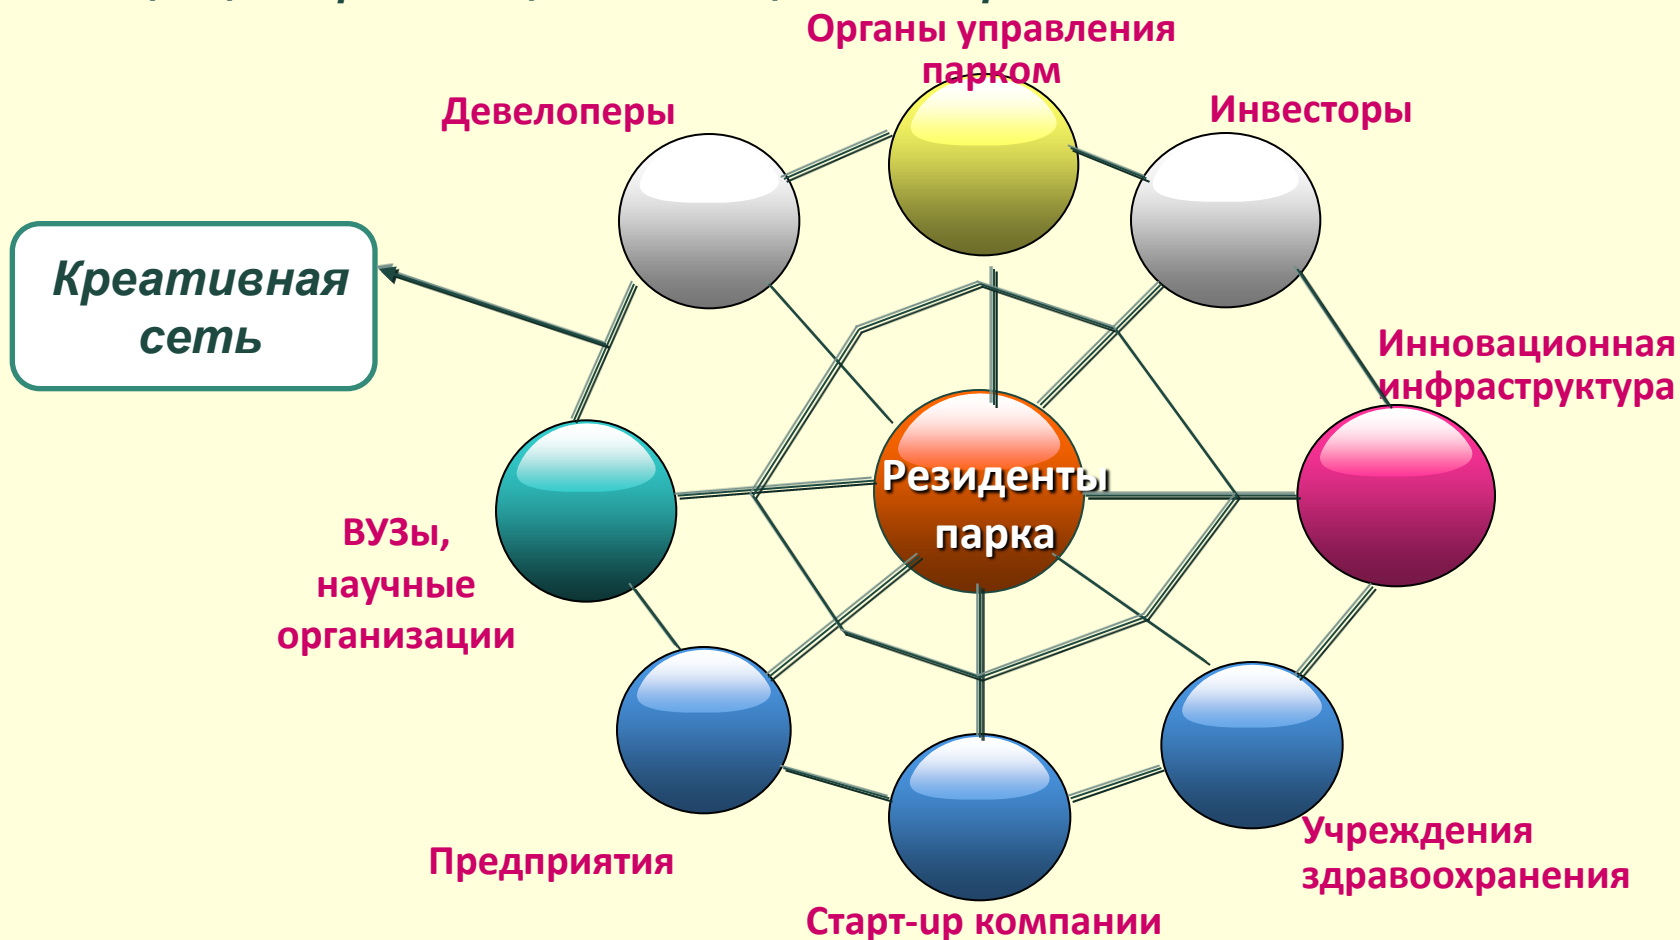 Органы управления
парком
Девелоперы
Инвесторы
Креативная
сеть
Инновационная
инфраструктура
Резиденты
парка
ВУЗы,
научные
организации
Предприятия
Учреждения
здравоохранения
Старт-up компании